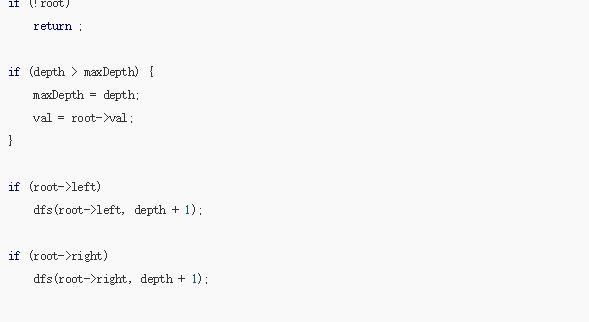 if (!root)
return ;
if (depth > maxDepth) {
maxDepth = depth;
val = root->val;
}
if (root->left)
dfs(root->left, depth + 1);
if (root->right)
dfs(root->right, depth + 1);